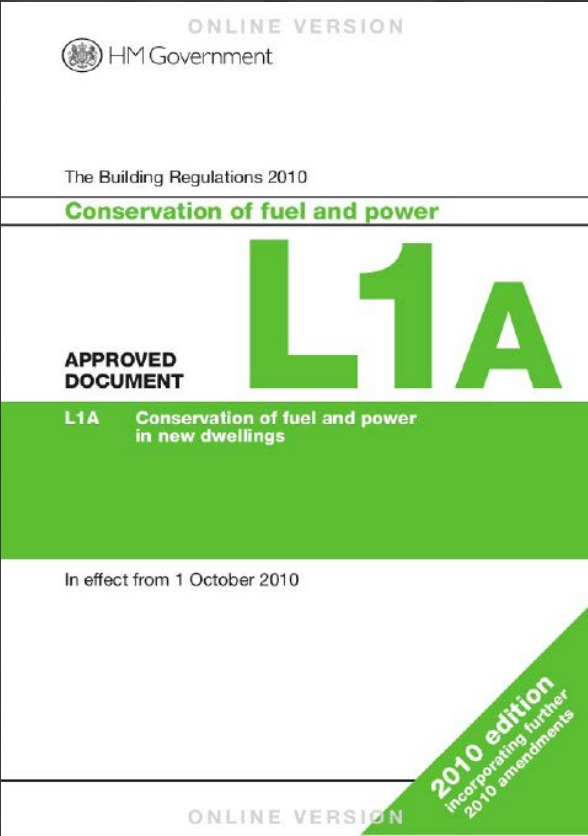 ONLINE VERSION
HM Government
The Building Regulations 2010
Conservation of fuel and power
L1A
APPROVED
DOCUMENT
L1A Conservation of fuel and power
in new dwellings
In effect from 1 October 2010
2010 edition
incorporating further
2010 amendments
ONLINE VERSION